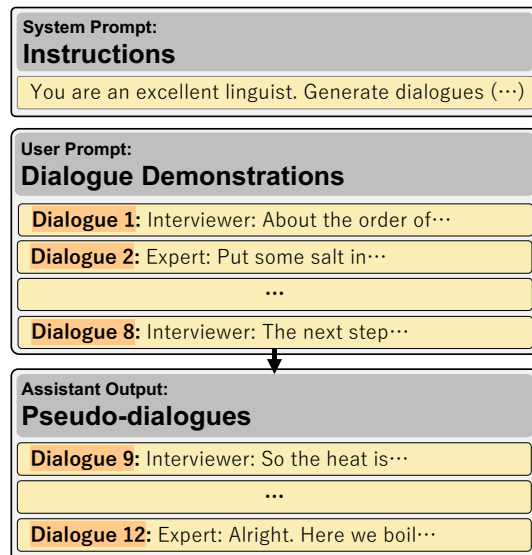 System Prompt:
Instructions
You are an excellent linguist. Generate dialogues (⋯)
User Prompt:
Dialogue Demonstrations
Dialogue 1: Interviewer: About the order of⋯
Dialogue 2: Expert: Put some salt in⋯
⋯
Dialogue 8: Interviewer: The next step⋯
Assistant Output:
Pseudo-dialogues
Dialogue 9: Interviewer: So the heat is⋯
⋯
Dialogue 12: Expert: Alright. Here we boil⋯